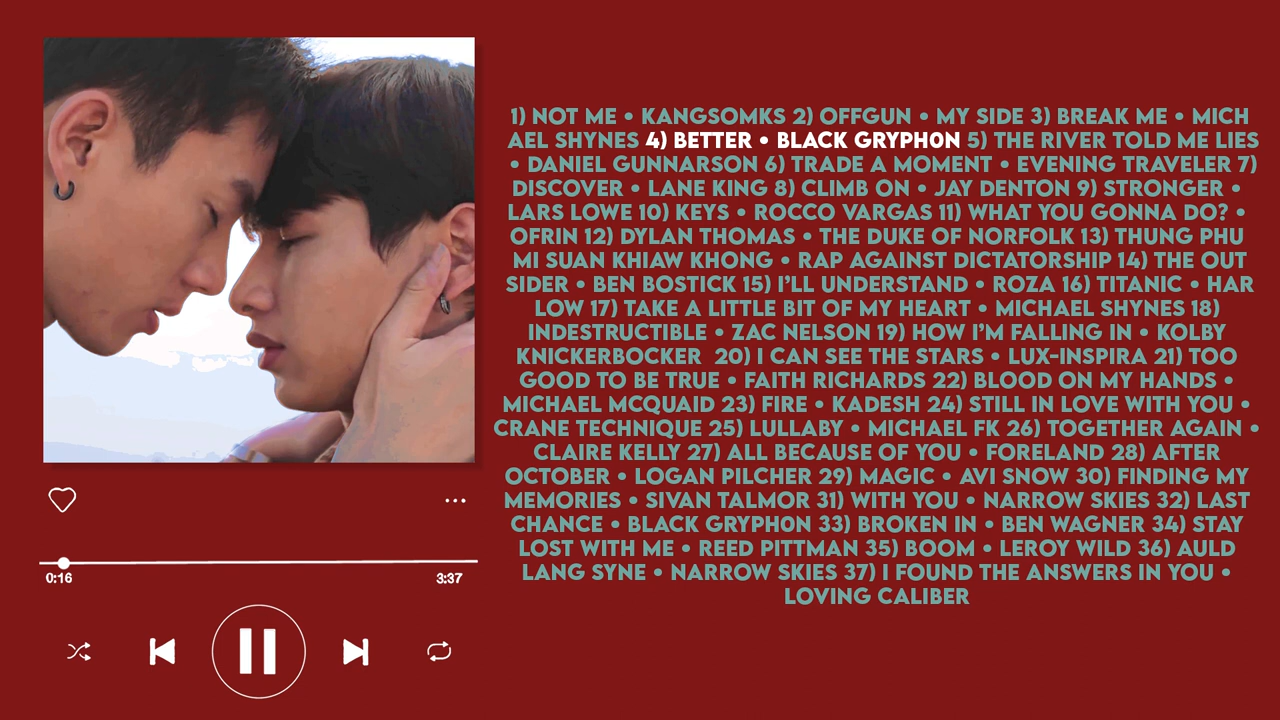 1) NOT ME • KANGSOMKS 2) OFFGUN • MY SIDE 3) BREAK ME • MICH
AEL SHYNES 4) BETTER • BLACK GRYPH0N 5) THE RIVER TOLD ME LIES
• DANIEL GUNNARSON 6) TRADE A MOMENT • EVENING TRAVELER 7)
DISCOVER • LANE KING 8) CLIMB ON • JAY DENTON 9) STRONGER •
LARS LOWE 10) KEYS • ROCCO VARGAS 11) WHAT YOU GONNA DO? •
OFRIN 12) DYLAN THOMAS • THE DUKE OF NORFOLK 13) THUNG PHU
MI SUAN KHIAW KHONG • RAP AGAINST DICTATORSHIP 14) THE OUT
SIDER • BEN BOSTICK 15) I'LL UNDERSTAND • ROZA 16) TITANIC • HAR
LOW 17) TAKE A LITTLE BIT OF MY HEART • MICHAEL SHYNES 18)
INDESTRUCTIBLE • ZAC NELSON 19) HOW I'M FALLING IN • KOLBY
KNICKERBOCKER 20) I CAN SEE THE STARS • LUX-INSPIRA 21) TOO
GOOD TO BE TRUE • FAITH RICHARDS 22) BLOOD ON MY HANDS •
MICHAEL MCQUAID 23) FIRE • KADESH 24) STILL IN LOVE WITH YOU •
CRANE TECHNIQUE 25) LULLABY • MICHAEL FK 26) TOGETHER AGAIN •
CLAIRE KELLY 27) ALL BECAUSE OF YOU • FORELAND 28) AFTER
OCTOBER • LOGAN PILCHER 29) MAGIC • AVI SNOW 30) FINDING MY
MEMORIES • SIVAN TALMOR 31) WITH YOU • NARROW SKIES 32) LAST
CHANCE • BLACK GRYPH0N 33) BROKEN IN • BEN WAGNER 34) STAY
LOST WITH ME • REED PITTMAN 35) BOOM • LEROY WILD 36) AULD
LANG SYNE • NARROW SKIES 37) I FOUND THE ANSWERS IN YOU •
LOVING CALIBER
0:16
3:37